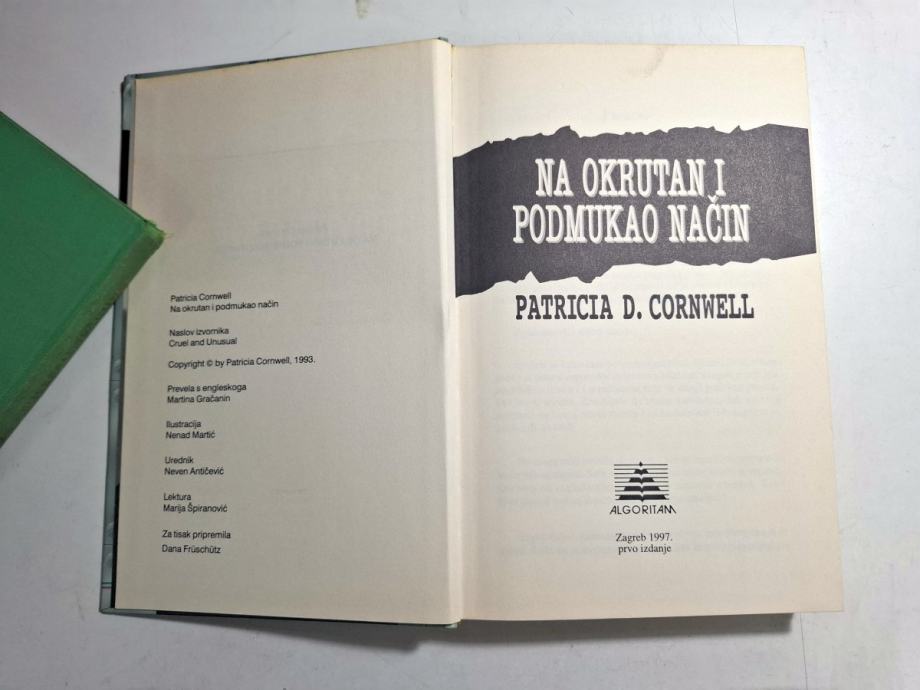 Patricia Cornwell
Na okrutan i podmukao način
Naslov izvornika
Cruel and Unusual
Copyright © by Patricia Cornwell, 1993.
Prevela s engleskoga
Martina Gračanin
Ilustracija
Nenad Martić
Urednik
Neven Antičević
Lektura
Marija Špiranović
Za tisak pripremila
Dana Früschütz
NA OKRUTAN I
PODMUKAO NAČIN
PATRICIA D. CORNWELL
ALGORITAM
Zagreb 1997.
prvo izdanje